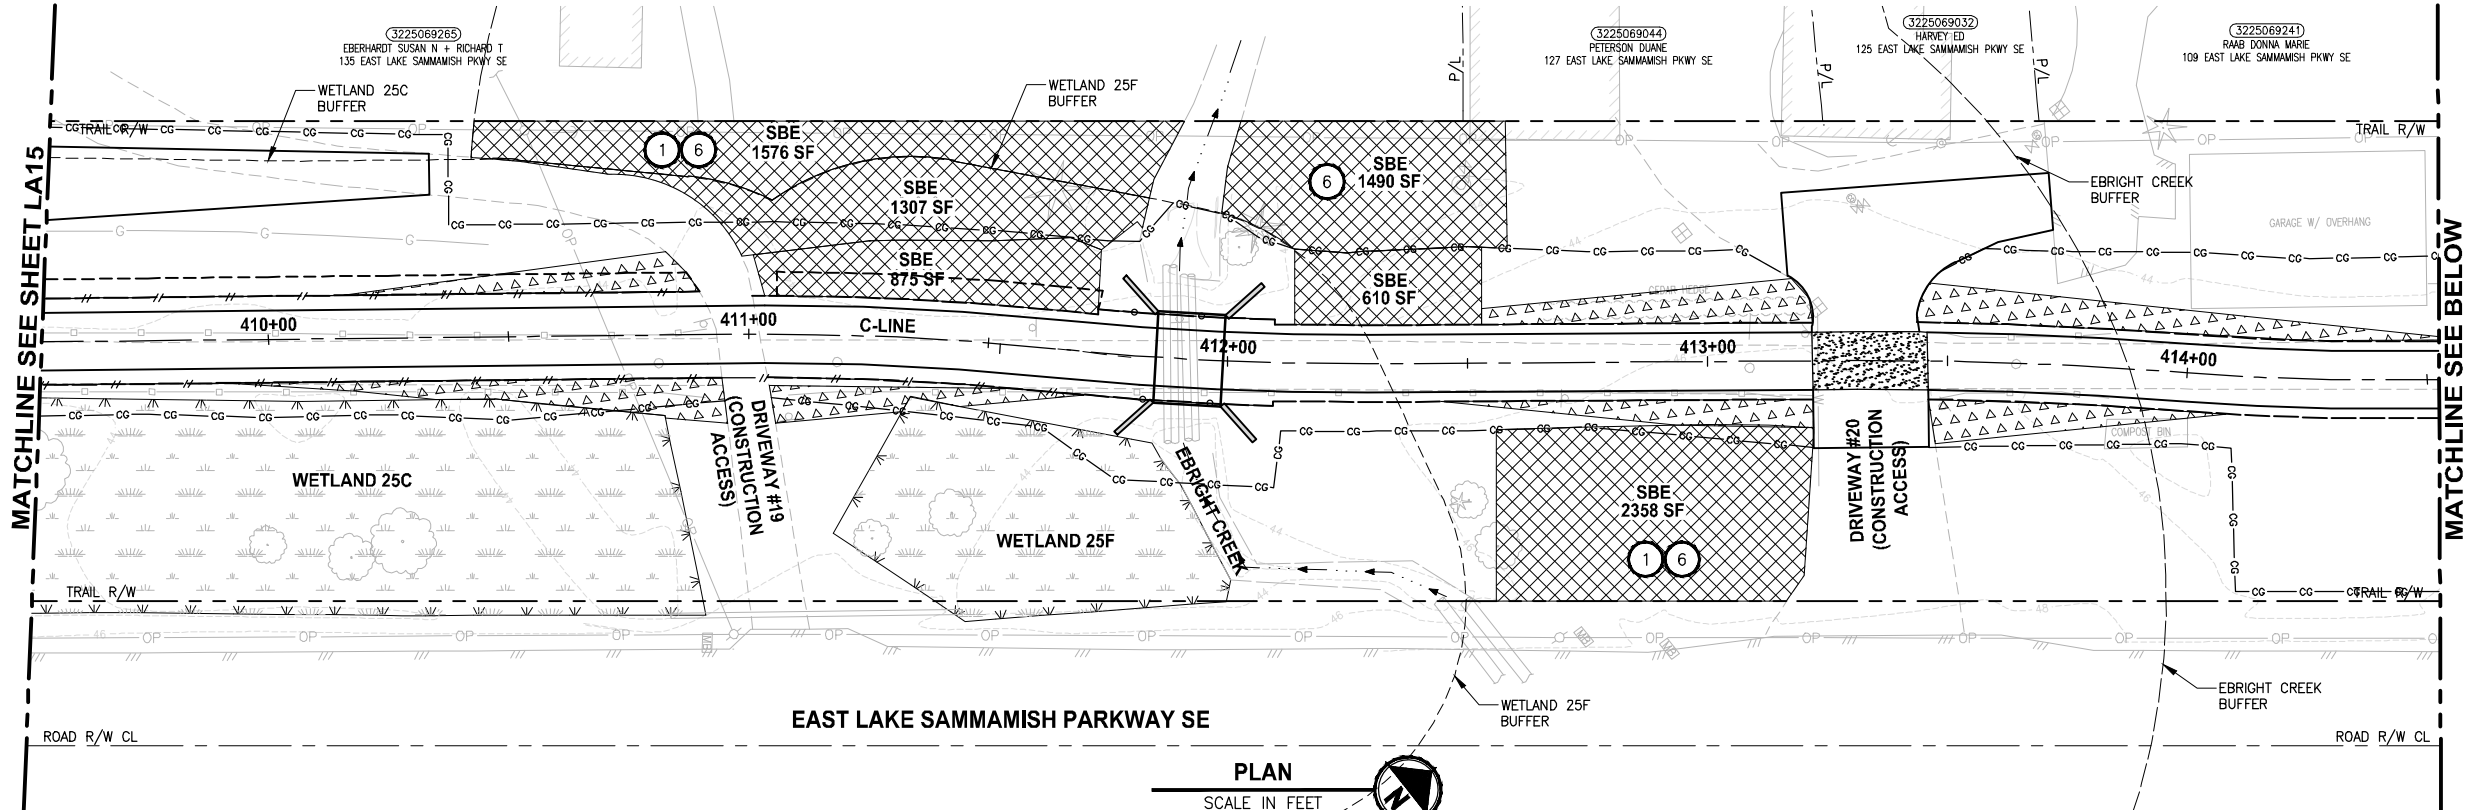 3225069265
EBERHARDT SUSAN N + RICHARD T
135 EAST LAKE SAMMAMISH PKWY SE
3225069044
PETERSON DUANE
127 EAST LAKE SAMMAMISH PKWY SE
3225069032
HARVEY ED
125 EAST LAKE SAMMAMISH PKWY SE
3225069241
RAAB DONNA MARIE
109 EAST LAKE SAMMAMISH PKWY SE
P/L
P/L
P/L
WETLAND 25C
BUFFER
WETLAND 25F
BUFFER
TRAIL R/W
TRAIL R/W
1
6
SBE
1576 SF
SBE
1307 SF
SBE
875 SF
6
SBE
1490 SF
SBE
610 SF
EBRIGHT CREEK
BUFFER
GARAGE W/ OVERHANG
CEDAR HEDGE
MATCHLINE SEE SHEET LA15
MATCHLINE SEE BELOW
410+00
411+00
C-LINE
412+00
413+00
414+00
COMPOST BIN
WETLAND 25C
DRIVEWAY #19
(CONSTRUCTION
ACCESS)
WETLAND 25F
EBRIGHT CREEK
SBE
2358 SF
1
6
DRIVEWAY #20
(CONSTRUCTION
ACCESS)
TRAIL R/W
TRAIL R/W
EAST LAKE SAMMAMISH PARKWAY SE
WETLAND 25F
BUFFER
EBRIGHT CREEK
BUFFER
ROAD R/W CL
ROAD R/W CL
PLAN
SCALE IN FEET
N